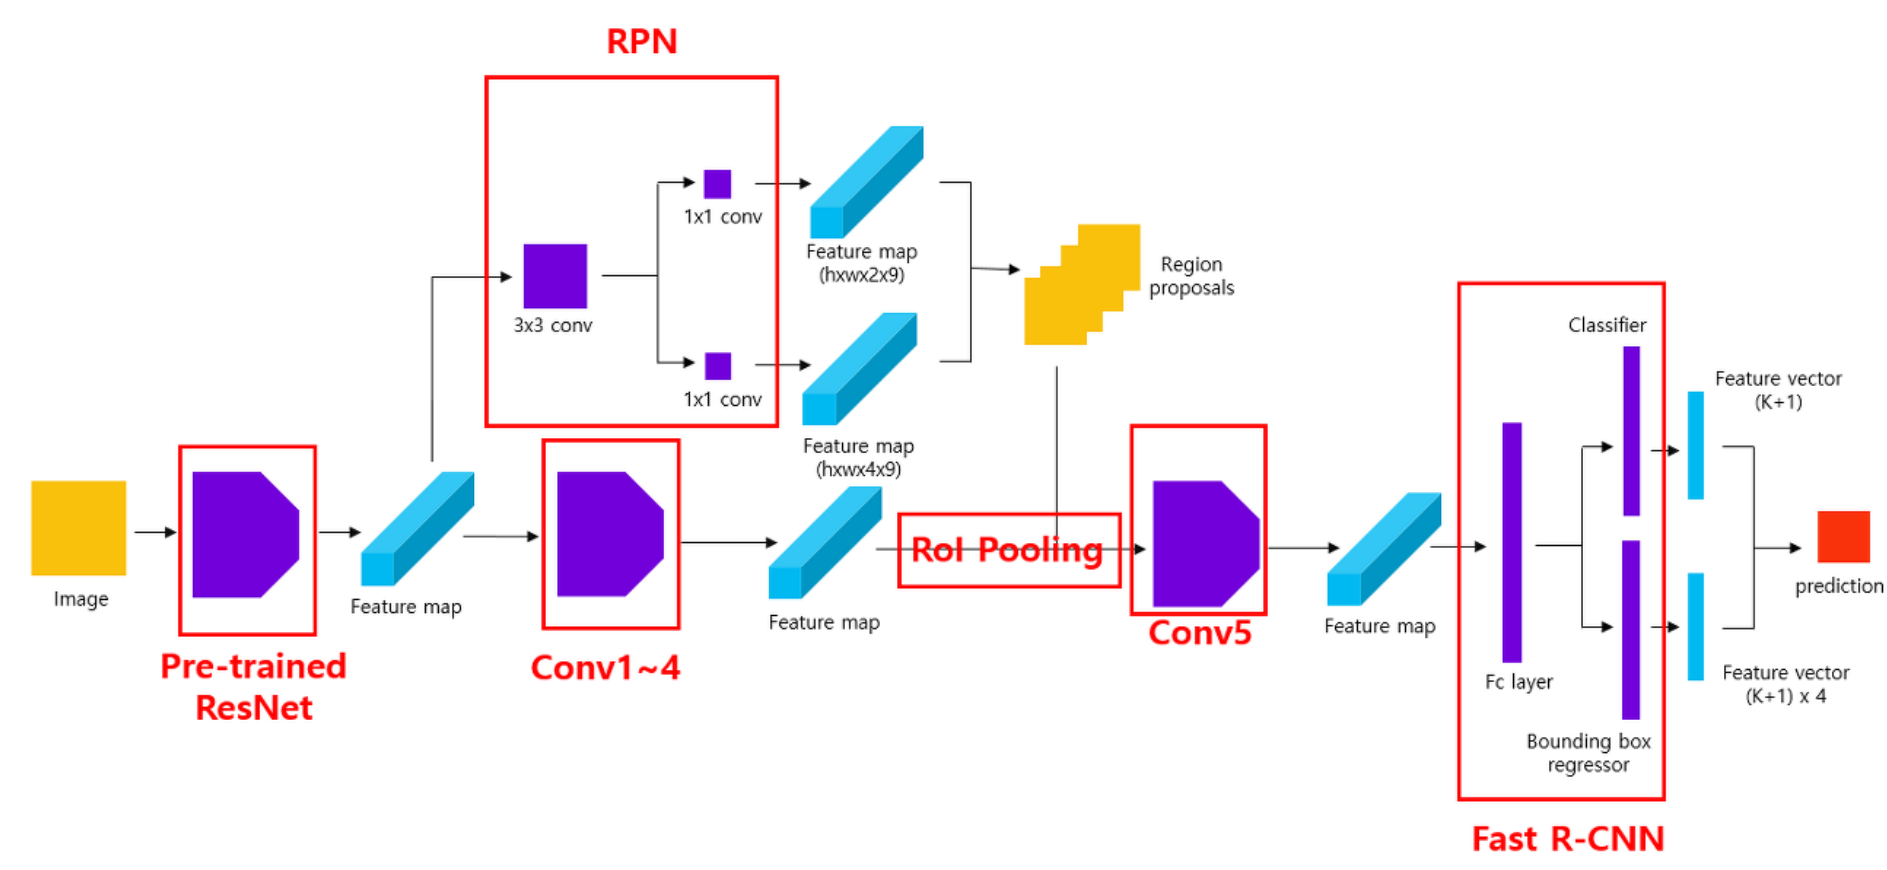 RPN
1x1 conv
Feature map
(hxwx2x9)
Region
proposals
3x3 conv
1x1 conv
Feature map
(hxwx4x9)
Image
Pre-trained
ResNet
Feature map
Conv1~4
Feature map
RoI Pooling
Conv5
Feature map
Classifier
Fc layer
Bounding box
regressor
Fast R-CNN
Feature vector
(K+1)
Feature vector
(K+1) x 4
prediction